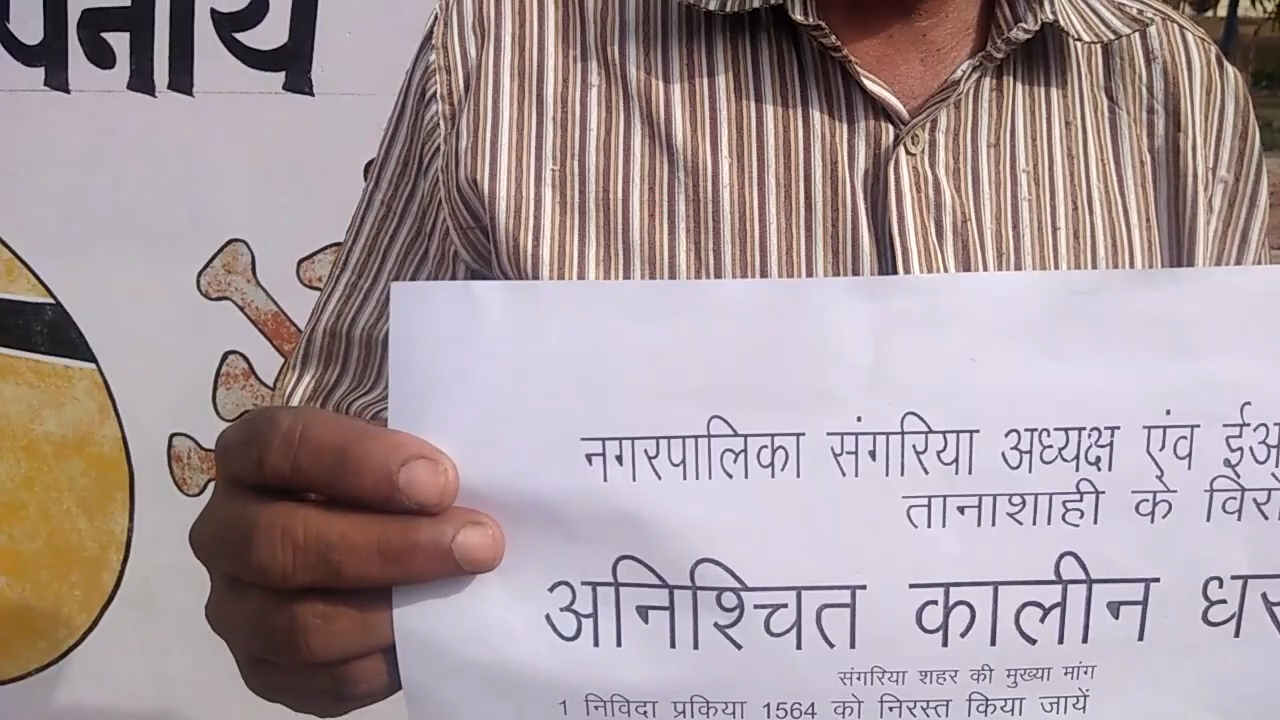 पनाय
नगरपालिका संगरिया अध्यक्ष एंव
तानाशाही के
अनिश्चित कालीन
संगरिया शहर की मुख्या मांग
1 निविदा प्रकिया 1564 को निरस्त किया जायें